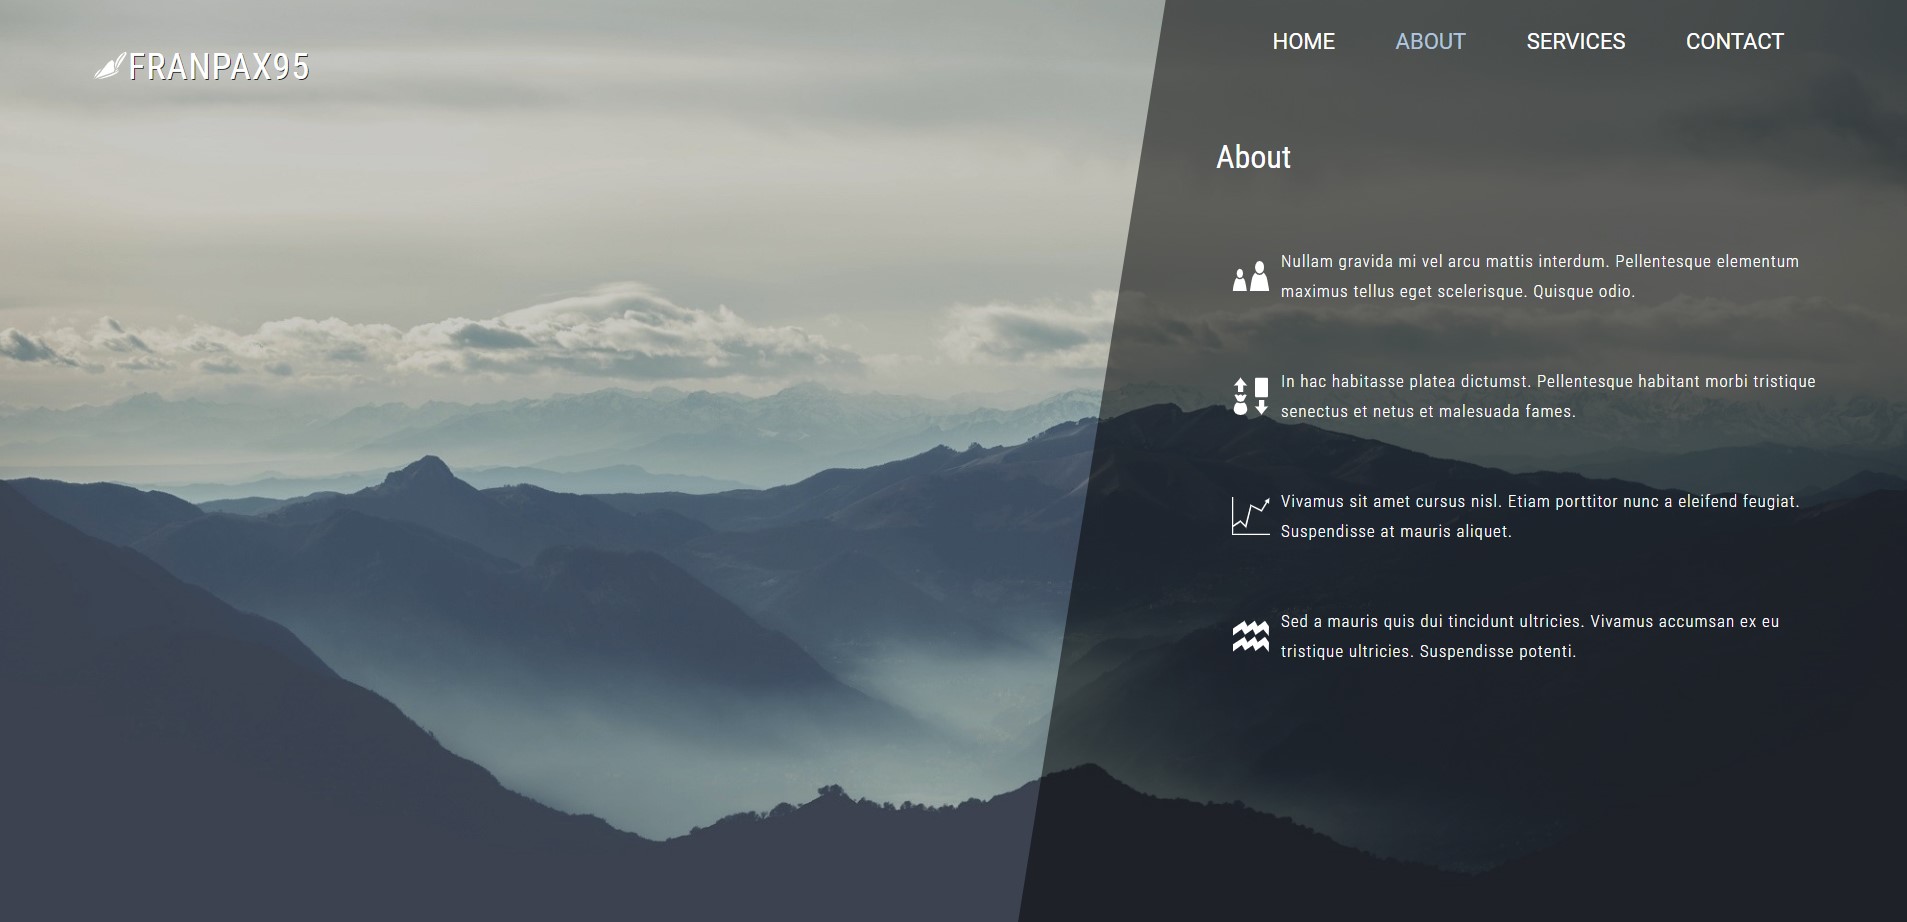 FRANPAX95
HOME ABOUT SERVICES CONTACT
About
Nullam gravida mi vel arcu mattis interdum. Pellentesque elementum
maximus tellus eget scelerisque. Quisque odio.
In hac habitasse platea dictumst. Pellentesque habitant morbi tristique
senectus et netus et malesuada fames.
Vivamus sit amet cursus nisl. Etiam porttitor nunc a eleifend feugiat.
Suspendisse at mauris aliquet.
Sed a mauris quis dui tincidunt ultricies. Vivamus accumsan ex eu
tristique ultricies. Suspendisse potenti.